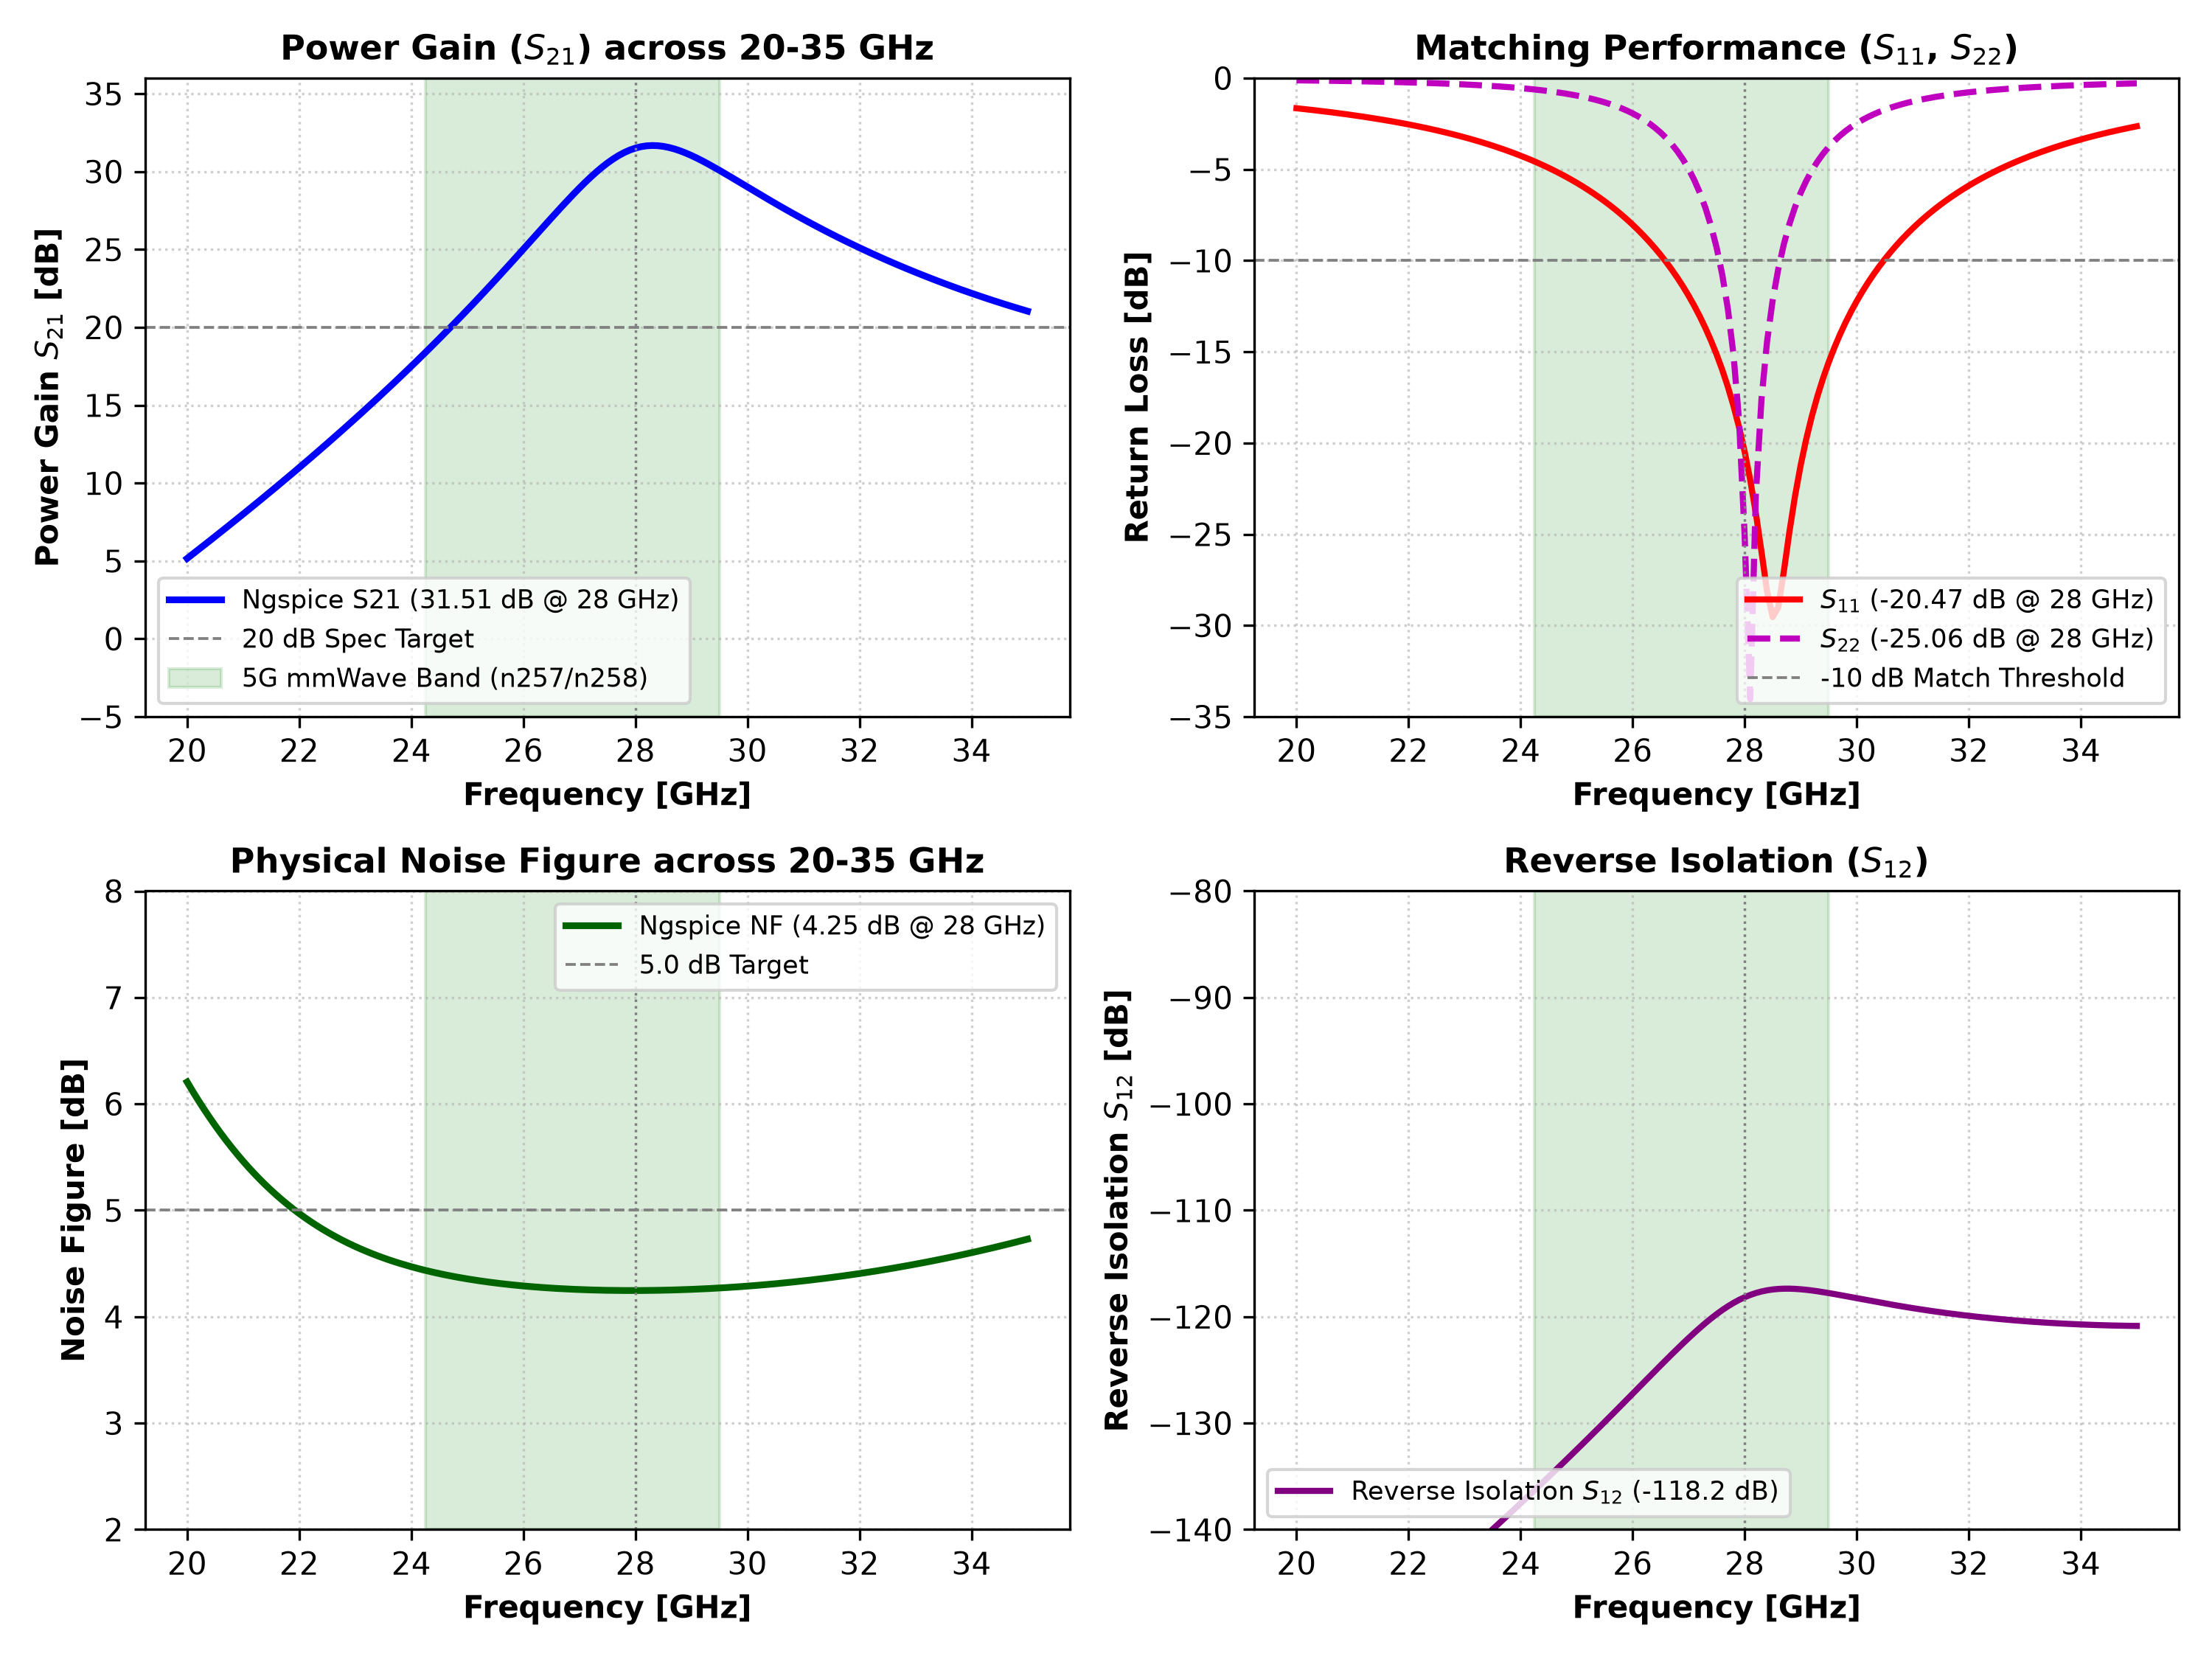 Power Gain (S21) across 20-35 GHz
Power Gain S21 [dB]
35
30
25
20
15
10
5
0
−5
Ngspice S21 (31.51 dB @ 28 GHz)
20 dB Spec Target
5G mmWave Band (n257/n258)
20 22 24 26 28 30 32 34
Frequency [GHz]
Matching Performance (S11, S22)
Return Loss [dB]
0
−5
−10
−15
−20
−25
−30
−35
S11 (-20.47 dB @ 28 GHz)
S22 (-25.06 dB @ 28 GHz)
-10 dB Match Threshold
20 22 24 26 28 30 32 34
Frequency [GHz]
Physical Noise Figure across 20-35 GHz
Noise Figure [dB]
8
7
6
5
4
3
2
Ngspice NF (4.25 dB @ 28 GHz)
5.0 dB Target
20 22 24 26 28 30 32 34
Frequency [GHz]
Reverse Isolation (S12)
Reverse Isolation S12 [dB]
−80
−90
−100
−110
−120
−130
−140
Reverse Isolation S12 (-118.2 dB)
20 22 24 26 28 30 32 34
Frequency [GHz]